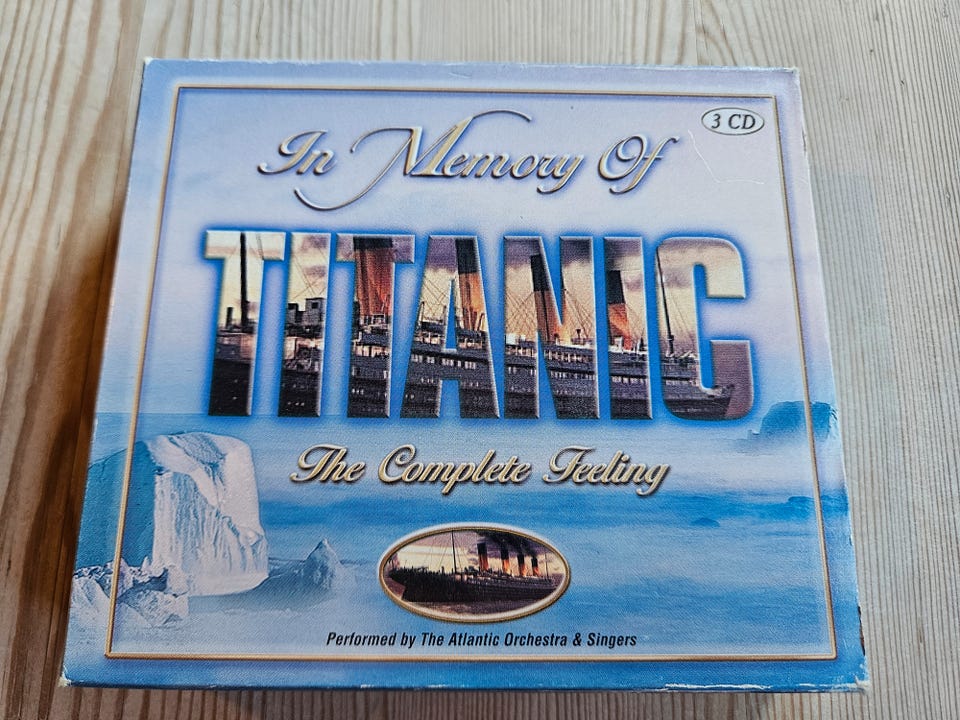 3 CD
In Memory Of
TITANIC
The Complete Feeling
Performed by The Atlantic Orchestra & Singers